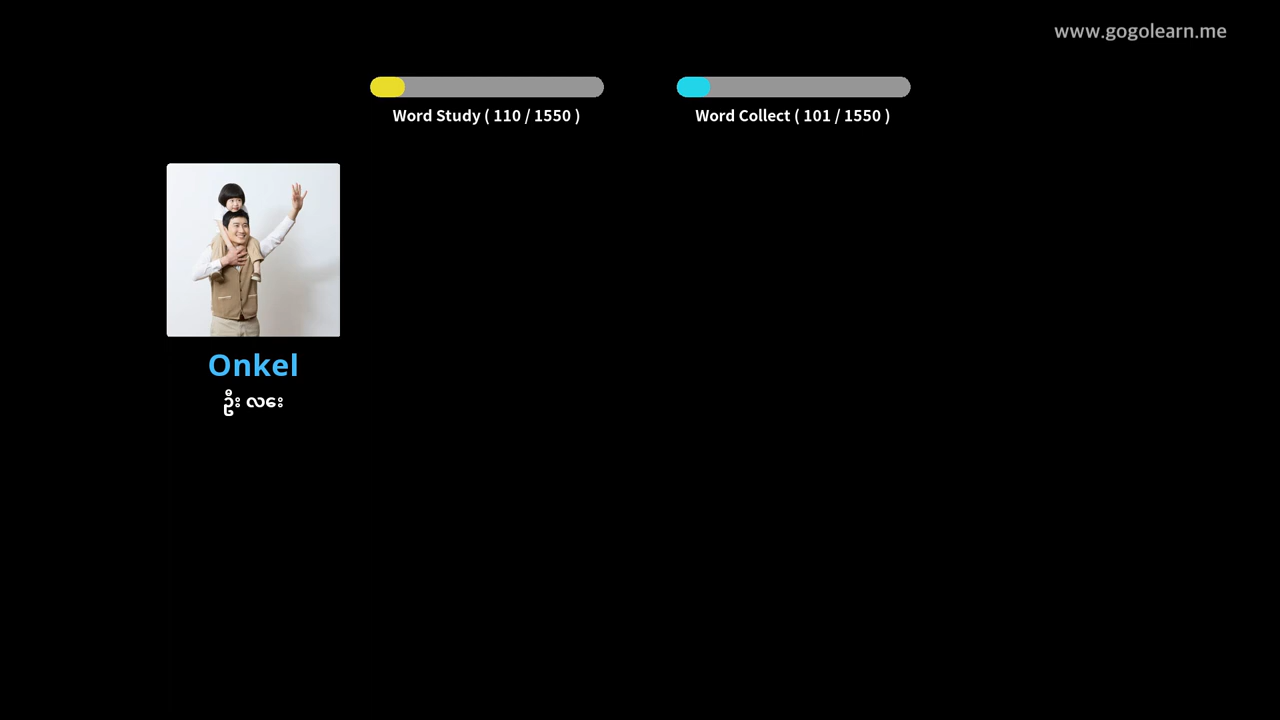 www.gogolearn.me
Word Study ( 110 / 1550 )
Word Collect ( 101 / 1550 )
Onkel
ဦး လေး